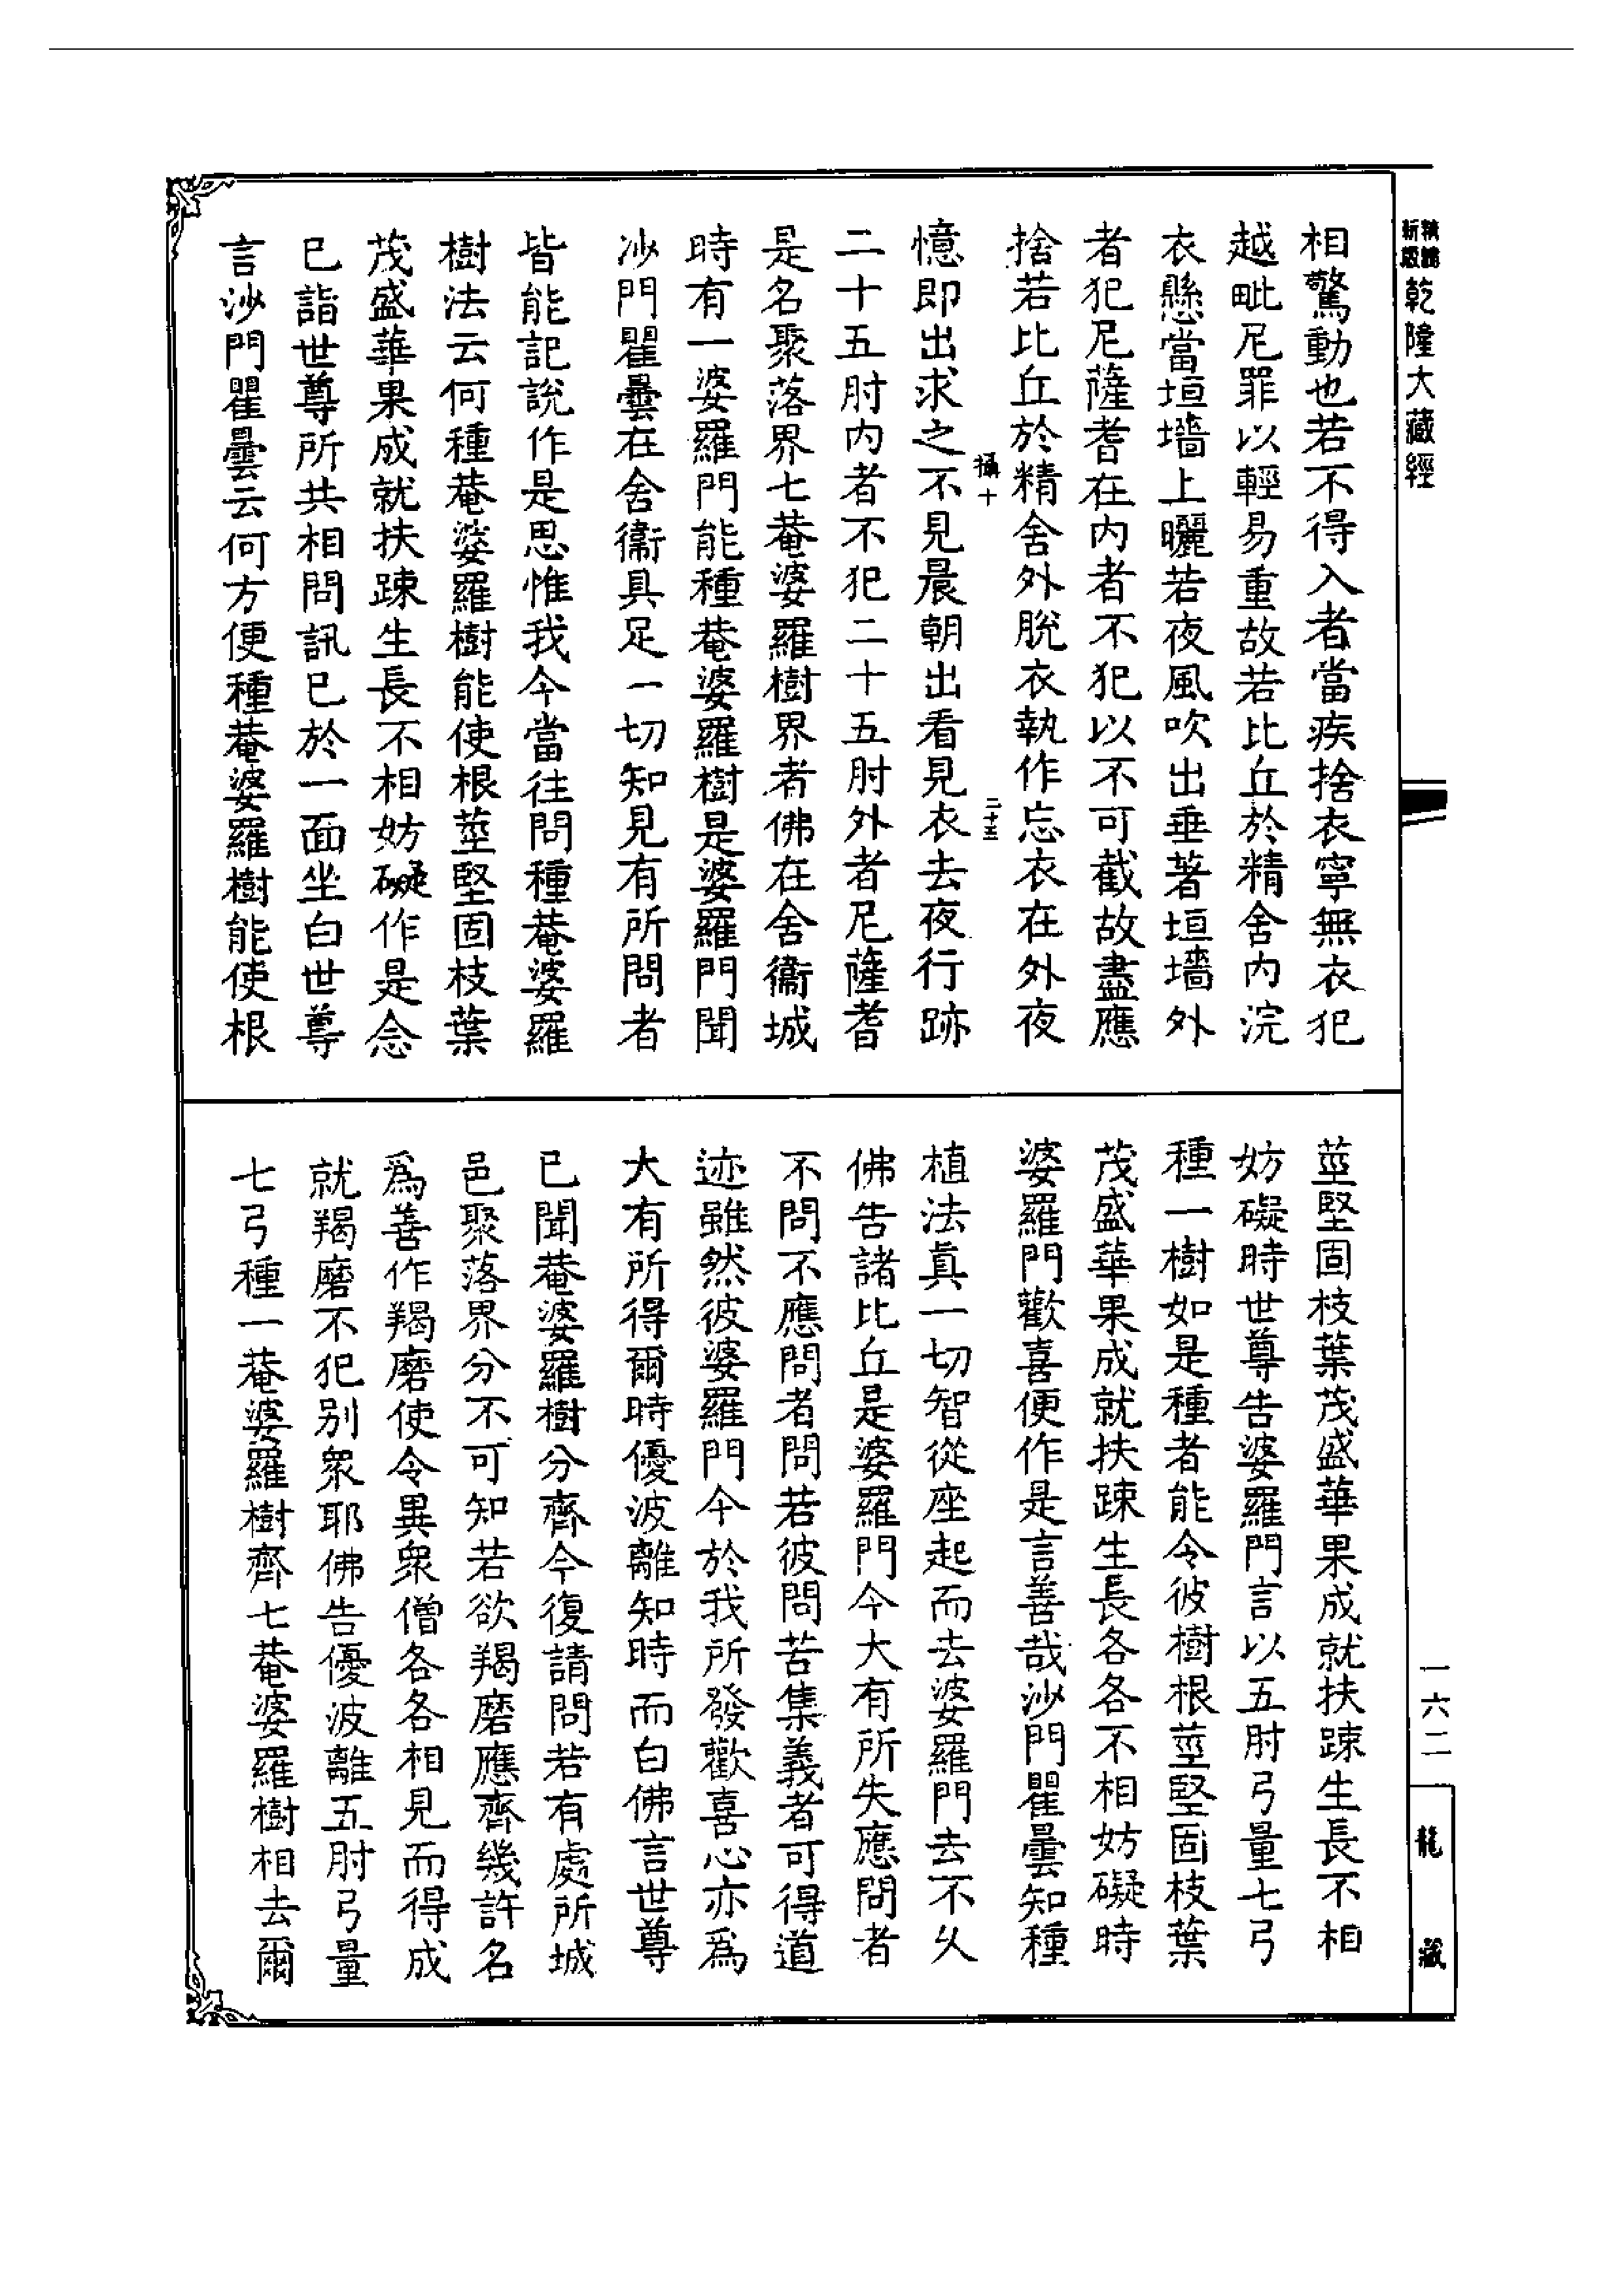 乾隆大藏經
相驚動也若不得入者當疾捨衣寧無衣犯
越毗尼罪以輕易重故若比丘於精舍内浣
衣懸當垣墻上曬若夜風吹出垂著垣墻外
者犯尼薩耆在内者不犯以不可截故盡應
捨若比丘於精舍外脫衣執作忘衣在外夜
攝十
二十五
憶即出求之不見晨朝出看見衣去夜行跡
二十五肘内者不犯二十五肘外者尼薩耆
是名聚落界七菴婆羅樹界者佛在舍衞城
時有一婆羅門能種菴婆羅樹是婆羅門聞
沙門瞿曇在舍衞具足一切知見有所問者
皆能記說作是思惟我今當往問種菴婆羅
樹法云何種菴婆羅樹能使根莖堅固枝葉
茂盛華果成就扶踈生長不相妨礙作是念
已詣世尊所共相問訊已於一面坐白世尊
言沙門瞿曇云何方便種菴婆羅樹能使根
莖堅固枝葉茂盛華果成就扶踈生長不相
妨礙時世尊告婆羅門言以五肘弓量七弓
種一樹如是種者能令彼樹根莖堅固枝葉
茂盛華果成就扶踈生長各各不相妨礙時
婆羅門歡喜便作是言善哉沙門瞿曇知種
植法真一切智從座起而去婆羅門去不久
佛告諸比丘是婆羅門今大有所失應問者
不問不應問者問若彼問苦集義者可得道
迹雖然彼婆羅門今於我所發歡喜心亦為
大有所得爾時優波離知時而白佛言世尊
已聞菴婆羅樹分齊今復請問若有處所城
邑聚落界分不可知若欲羯磨應齊幾許名
為善作羯磨使令異衆僧各各相見而得成
就羯磨不犯別衆耶佛告優波離五肘弓量
七弓種一菴婆羅樹齊七菴婆羅樹相去爾
一六二
龍藏